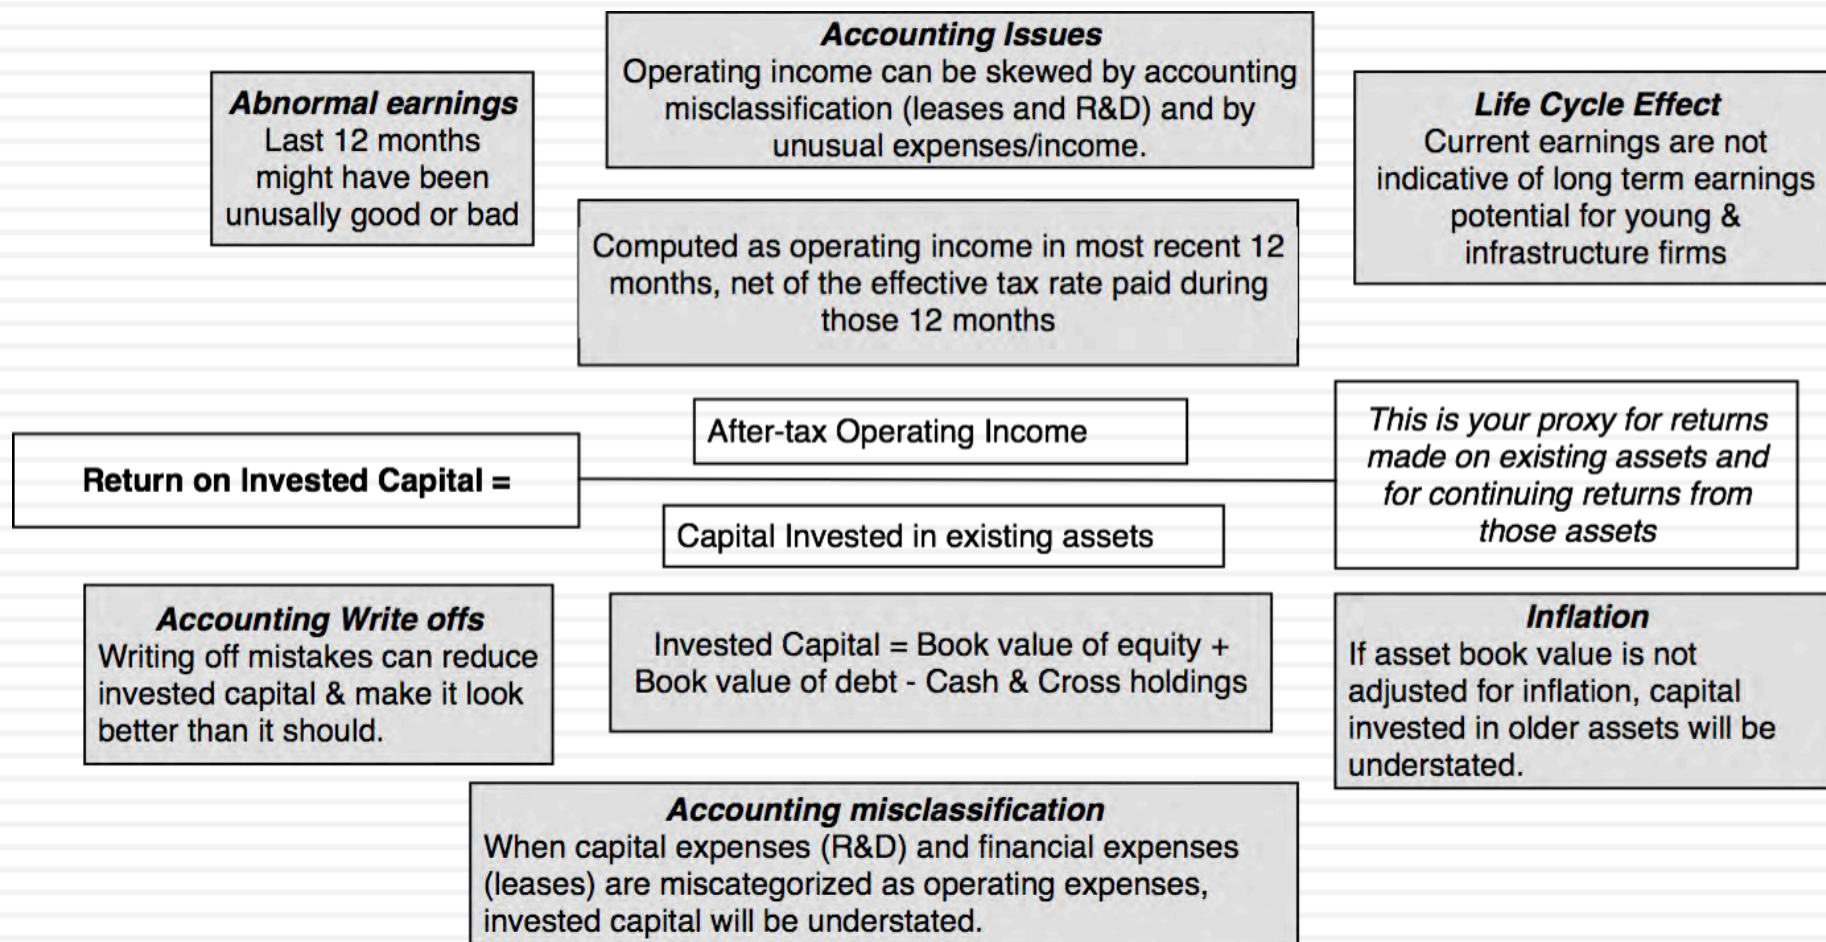 Accounting Issues
Operating income can be skewed by accounting
misclassification (leases and R&D) and by
unusual expenses/income.
Abnormal earnings
Last 12 months
might have been
unusally good or bad
Life Cycle Effect
Current earnings are not
indicative of long term earnings
potential for young &
infrastructure firms
Computed as operating income in most recent 12
months, net of the effective tax rate paid during
those 12 months
After-tax Operating Income
Return on Invested Capital =
Capital Invested in existing assets
This is your proxy for returns
made on existing assets and
for continuing returns from
those assets
Accounting Write offs
Writing off mistakes can reduce
invested capital & make it look
better than it should.
Invested Capital = Book value of equity +
Book value of debt - Cash & Cross holdings
Inflation
If asset book value is not
adjusted for inflation, capital
invested in older assets will be
understated.
Accounting misclassification
When capital expenses (R&D) and financial expenses
(leases) are miscategorized as operating expenses,
invested capital will be understated.